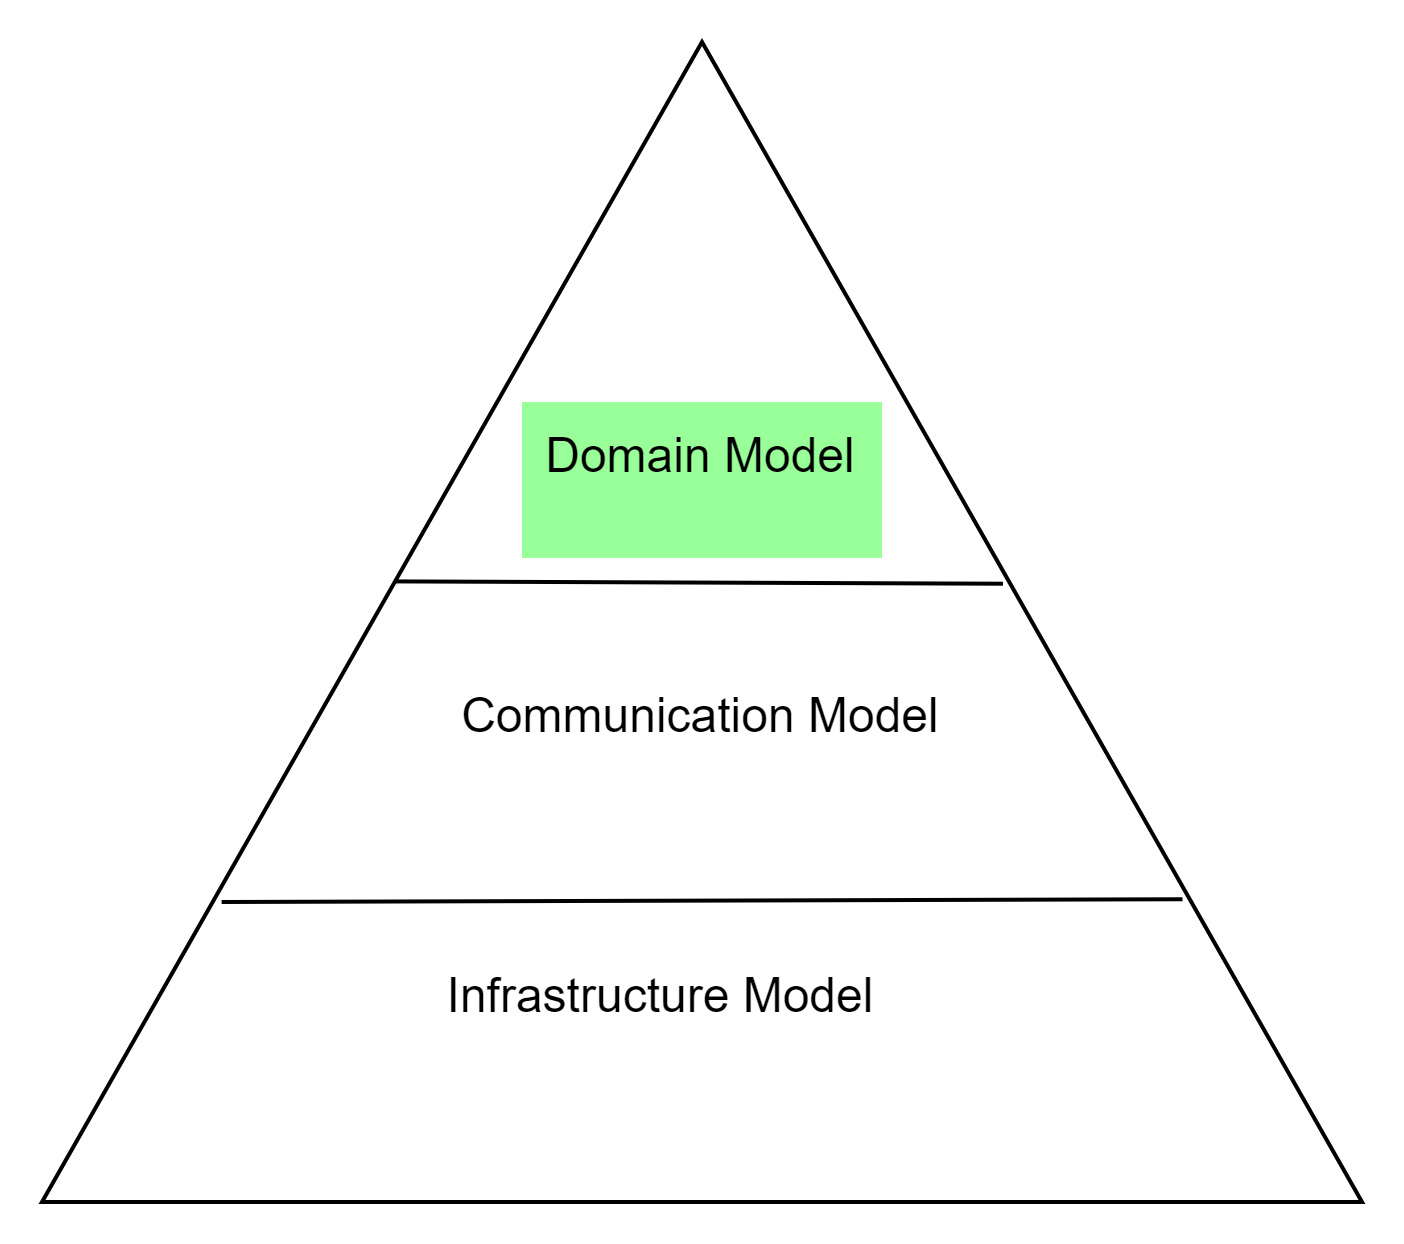 Domain Model
Communication Model
Infrastructure Model